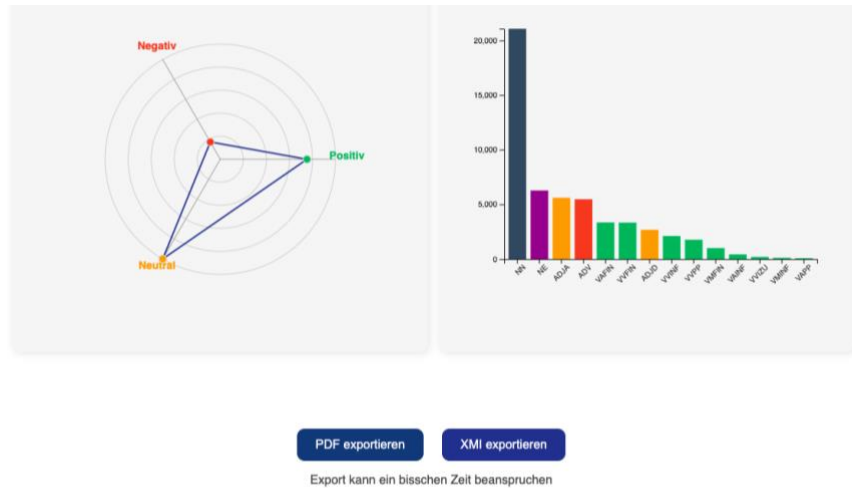 Negativ
Positiv
Neutral
20,000
15,000
10,000
5,000
0
NN NE ADJA ADV VAFIN VVFIN ADJD VVINF VVPP VMFIN VAINF VVIZU VMINF VAPP
PDF exportieren XMI exportieren
Export kann ein bisschen Zeit beanspruchen